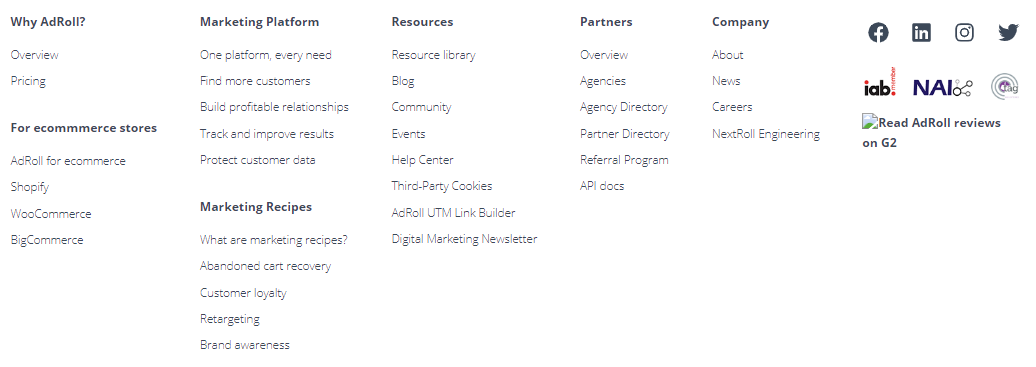 Why AdRoll?
Overview
Pricing
For ecommmerce stores
AdRoll for ecommerce
Shopify
WooCommerce
BigCommerce
Marketing Platform
One platform, every need
Find more customers
Build profitable relationships
Track and improve results
Protect customer data
Marketing Recipes
What are marketing recipes?
Abandoned cart recovery
Customer loyalty
Retargeting
Brand awareness
Resources
Resource library
Blog
Community
Events
Help Center
Third-Party Cookies
AdRoll UTM Link Builder
Digital Marketing Newsletter
Partners
Overview
Agencies
Agency Directory
Partner Directory
Referral Program
API docs
Company
About
News
Careers
NextRoll Engineering
iab. member
NAI
tag
Read AdRoll reviews
on G2